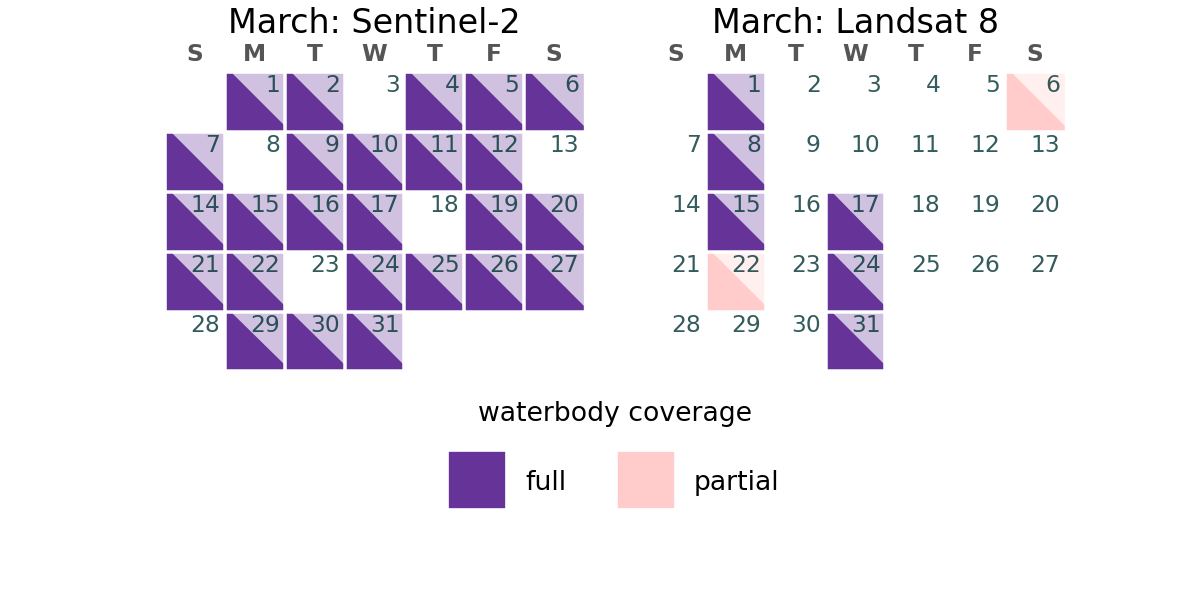 March: Sentinel-2
S M T W T F S
1 2 3 4 5 6
7 8 9 10 11 12 13
14 15 16 17 18 19 20
21 22 23 24 25 26 27
28 29 30 31
March: Landsat 8
S M T W T F S
1 2 3 4 5 6
7 8 9 10 11 12 13
14 15 16 17 18 19 20
21 22 23 24 25 26 27
28 29 30 31
waterbody coverage
full partial